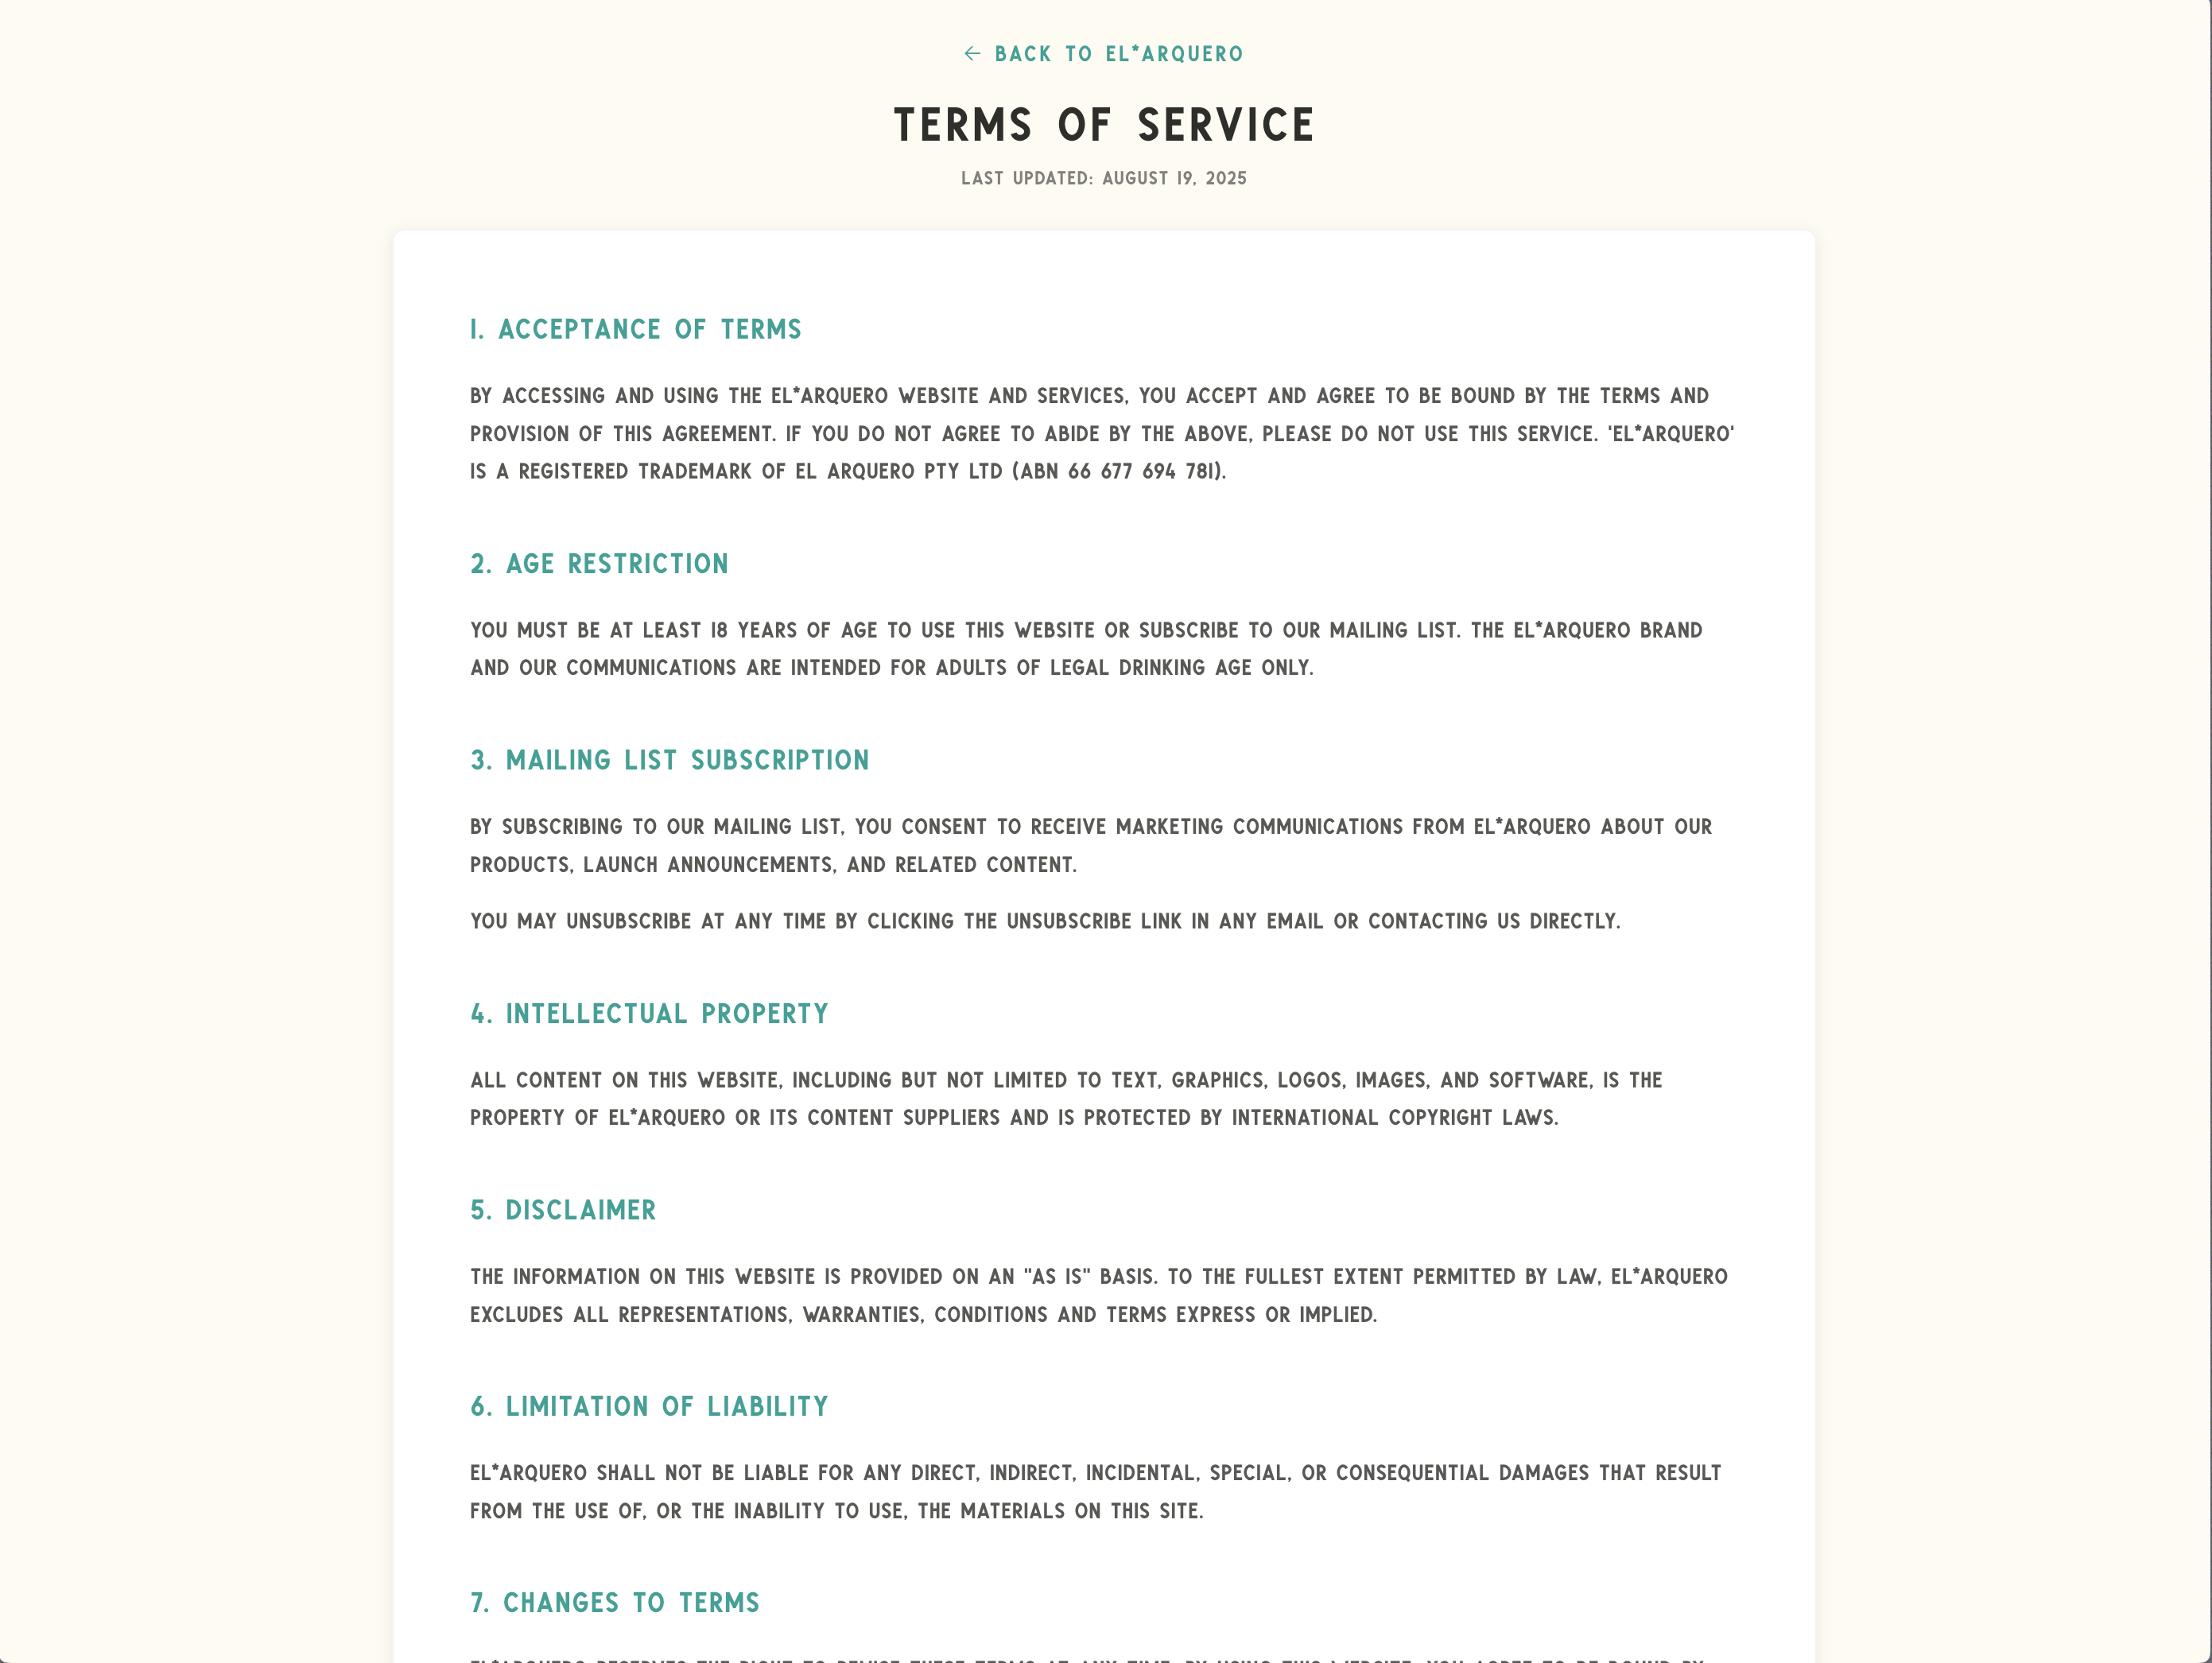 ← BACK TO EL*ARQUERO
TERMS OF SERVICE
LAST UPDATED: AUGUST 19, 2025
1. ACCEPTANCE OF TERMS
BY ACCESSING AND USING THE EL*ARQUERO WEBSITE AND SERVICES, YOU ACCEPT AND AGREE TO BE BOUND BY THE TERMS AND
PROVISION OF THIS AGREEMENT. IF YOU DO NOT AGREE TO ABIDE BY THE ABOVE, PLEASE DO NOT USE THIS SERVICE. 'EL*ARQUERO'
IS A REGISTERED TRADEMARK OF EL ARQUERO PTY LTD (ABN 66 677 694 781).
2. AGE RESTRICTION
YOU MUST BE AT LEAST 18 YEARS OF AGE TO USE THIS WEBSITE OR SUBSCRIBE TO OUR MAILING LIST. THE EL*ARQUERO BRAND
AND OUR COMMUNICATIONS ARE INTENDED FOR ADULTS OF LEGAL DRINKING AGE ONLY.
3. MAILING LIST SUBSCRIPTION
BY SUBSCRIBING TO OUR MAILING LIST, YOU CONSENT TO RECEIVE MARKETING COMMUNICATIONS FROM EL*ARQUERO ABOUT OUR
PRODUCTS, LAUNCH ANNOUNCEMENTS, AND RELATED CONTENT.
YOU MAY UNSUBSCRIBE AT ANY TIME BY CLICKING THE UNSUBSCRIBE LINK IN ANY EMAIL OR CONTACTING US DIRECTLY.
4. INTELLECTUAL PROPERTY
ALL CONTENT ON THIS WEBSITE, INCLUDING BUT NOT LIMITED TO TEXT, GRAPHICS, LOGOS, IMAGES, AND SOFTWARE, IS THE
PROPERTY OF EL*ARQUERO OR ITS CONTENT SUPPLIERS AND IS PROTECTED BY INTERNATIONAL COPYRIGHT LAWS.
5. DISCLAIMER
THE INFORMATION ON THIS WEBSITE IS PROVIDED ON AN "AS IS" BASIS. TO THE FULLEST EXTENT PERMITTED BY LAW, EL*ARQUERO
EXCLUDES ALL REPRESENTATIONS, WARRANTIES, CONDITIONS AND TERMS EXPRESS OR IMPLIED.
6. LIMITATION OF LIABILITY
EL*ARQUERO SHALL NOT BE LIABLE FOR ANY DIRECT, INDIRECT, INCIDENTAL, SPECIAL, OR CONSEQUENTIAL DAMAGES THAT RESULT
FROM THE USE OF, OR THE INABILITY TO USE, THE MATERIALS ON THIS SITE.
7. CHANGES TO TERMS